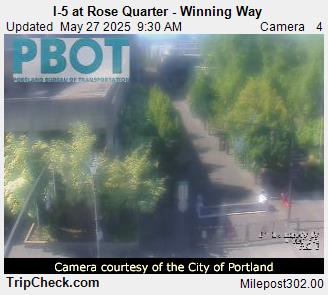 I-5 at Rose Quarter - Winning Way
Updated May 27 2025 9:30 AM Camera 4
PBOT
PORTLAND BUREAU OF TRANSPORTATION
Camera courtesy of the City of Portland
TripCheck.com Milepost302.00